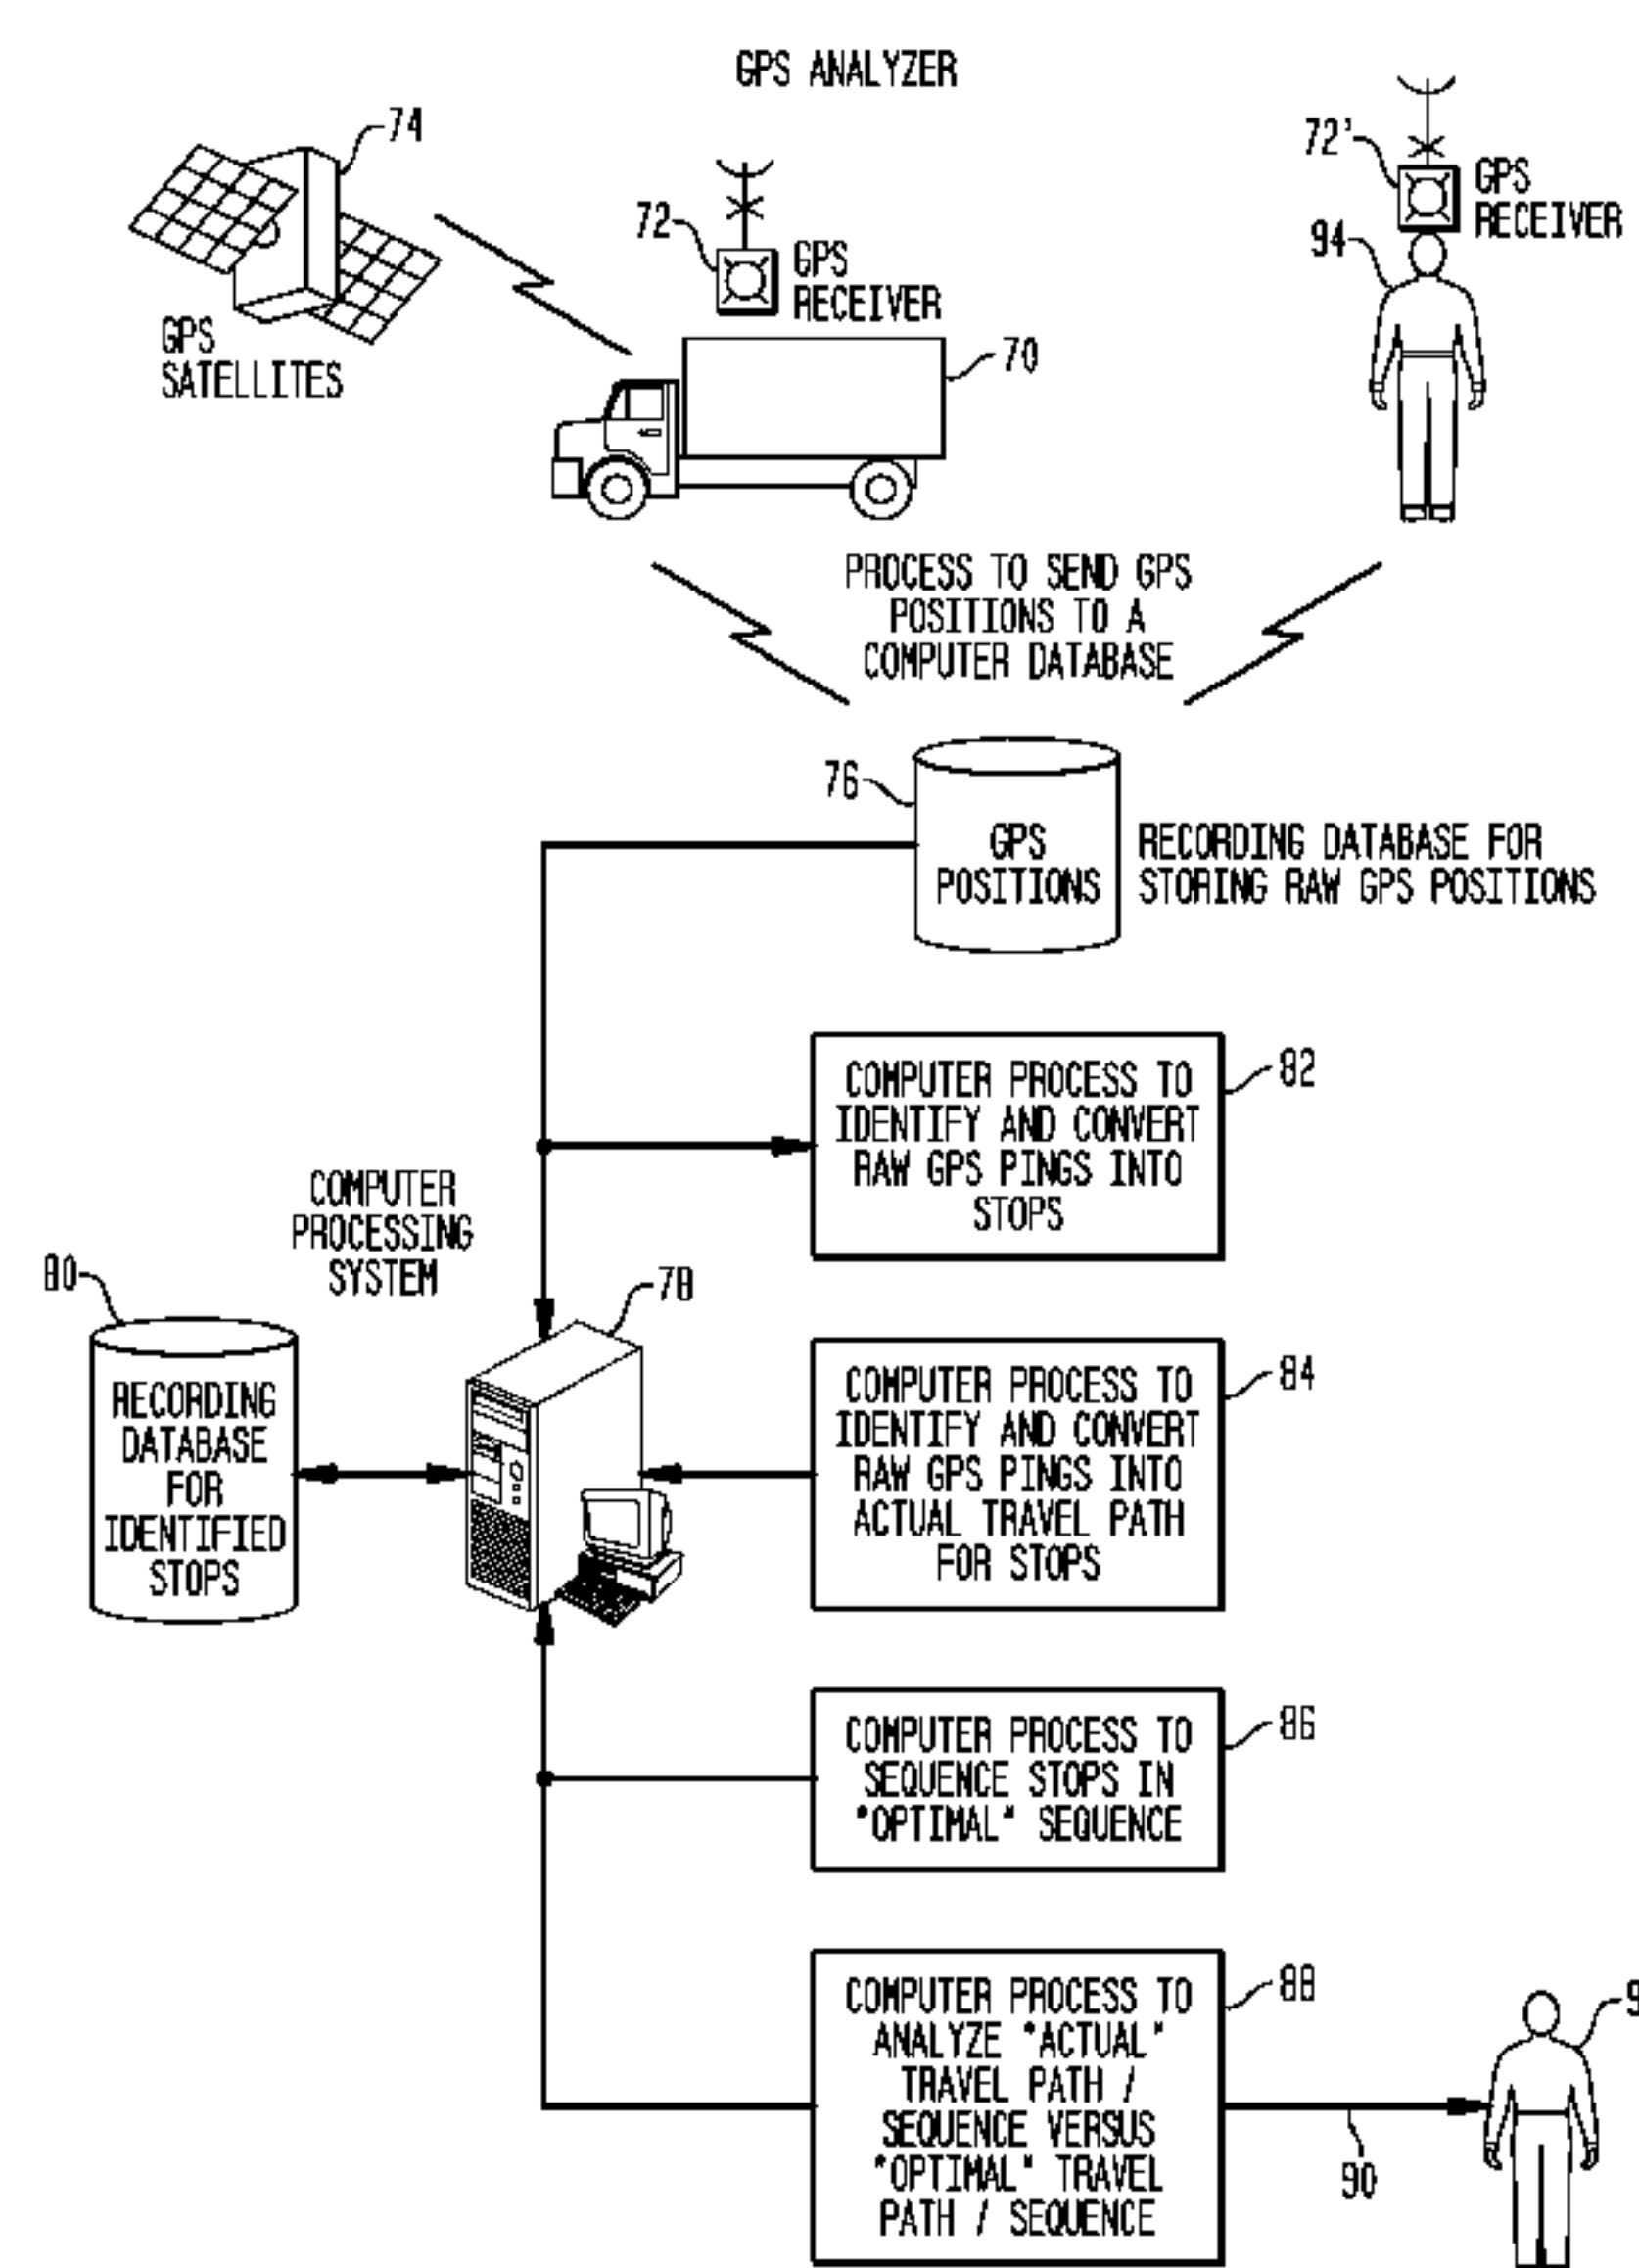 GPS ANALYZER
74
72'
GPS
RECEIVER
72
GPS
RECEIVER
94
GPS
SATELLITES
70
PROCESS TO SEND GPS
POSITIONS TO A
COMPUTER DATABASE
76
GPS
POSITIONS
RECORDING DATABASE FOR
STORING RAW GPS POSITIONS
COMPUTER PROCESS TO
IDENTIFY AND CONVERT
RAW GPS PINGS INTO
STOPS
82
COMPUTER
PROCESSING
SYSTEM
80
78
RECORDING
DATABASE
FOR
IDENTIFIED
STOPS
COMPUTER PROCESS TO
IDENTIFY AND CONVERT
RAW GPS PINGS INTO
ACTUAL TRAVEL PATH
FOR STOPS
84
COMPUTER PROCESS TO
SEQUENCE STOPS IN
"OPTIMAL" SEQUENCE
86
COMPUTER PROCESS TO
ANALYZE "ACTUAL"
TRAVEL PATH /
SEQUENCE VERSUS
"OPTIMAL" TRAVEL
PATH / SEQUENCE
88
90